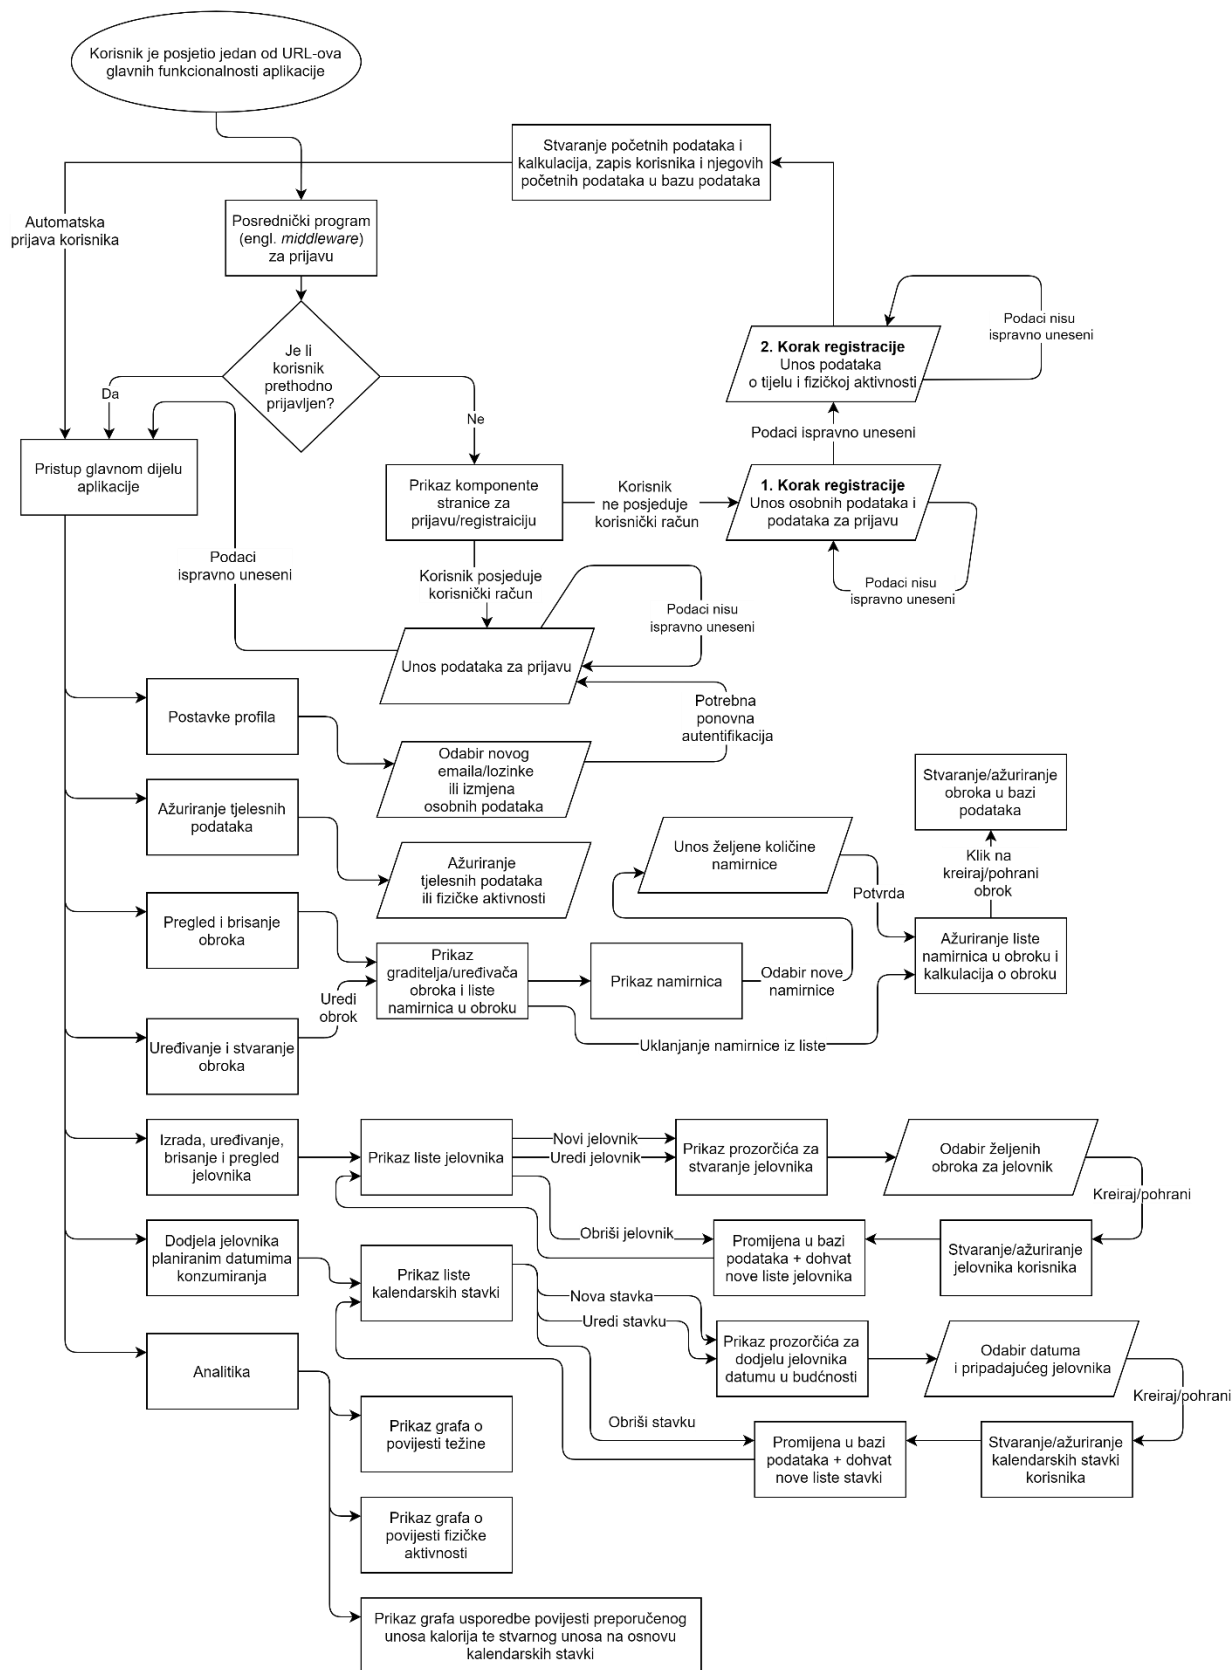 Korisnik je posjetio jedan od URL-ova
glavnih funkcionalnosti aplikacije
Stvaranje početnih podataka i
kalkulacija, zapis korisnika i njegovih
početnih podataka u bazu podataka
Automatska
prijava korisnika
Posrednički program
(engl. middleware)
za prijavu
Je li
korisnik
prethodno
prijavljen?
Da
Ne
Podaci nisu
ispravno uneseni
2. Korak registracije
Unos podataka
o tijelu i fizičkoj aktivnosti
Podaci ispravno uneseni
Pristup glavnom dijelu
aplikacije
Prikaz komponente
stranice za
prijavu/registraiciju
Korisnik
ne posjeduje
korisnički račun
1. Korak registracije
Unos osobnih podataka i
podataka za prijavu
Podaci nisu
ispravno uneseni
Podaci
ispravno uneseni
Korisnik posjeduje
korisnički račun
Podaci nisu
ispravno uneseni
Unos podataka za prijavu
Potrebna
ponovna
autentifikacija
Postavke profila
Odabir novog
emaila/lozinke
ili izmjena
osobnih podataka
Ažuriranje tjelesnih
podataka
Ažuriranje
tjelesnih podataka
ili fizičke aktivnosti
Stvaranje/ažuriranje
obroka u bazi
podataka
Unos željene količine
namirnice
Klik na
kreiraj/pohrani
obrok
Potvrda
Pregled i brisanje
obroka
Prikaz
graditelja/uređivača
obroka i liste
namirnica u obroku
Prikaz namirnica
Odabir nove
namirnice
Ažuriranje liste
namirnica u obroku i
kalkulacija o obroku
Uredi
obrok
Uređivanje i stvaranje
obroka
Uklanjanje namirnice iz liste
Izrada, uređivanje,
brisanje i pregled
jelovnika
Prikaz liste jelovnika
Novi jelovnik
Uredi jelovnik
Prikaz prozorčića za
stvaranje jelovnika
Odabir željenih
obroka za jelovnik
Kreiraj/pohrani
Obriši jelovnik
Promijena u bazi
podataka + dohvat
nove liste jelovnika
Stvaranje/ažuriranje
jelovnika korisnika
Dodjela jelovnika
planiranim datumima
konzumiranja
Prikaz liste
kalendarskih stavki
Nova stavka
Uredi stavku
Prikaz prozorčića za
dodjelu jelovnika
datumu u budćnosti
Odabir datuma
i pripadajućeg jelovnika
Kreiraj/pohrani
Analitika
Obriši stavku
Promijena u bazi
podataka + dohvat
nove liste stavki
Stvaranje/ažuriranje
kalendarskih stavki
korisnika
Prikaz grafa o
povijesti težine
Prikaz grafa o
povijesti fizičke
aktivnosti
Prikaz grafa usporedbe povijesti preporučenog
unosa kalorija te stvarnog unosa na osnovu
kalendarskih stavki